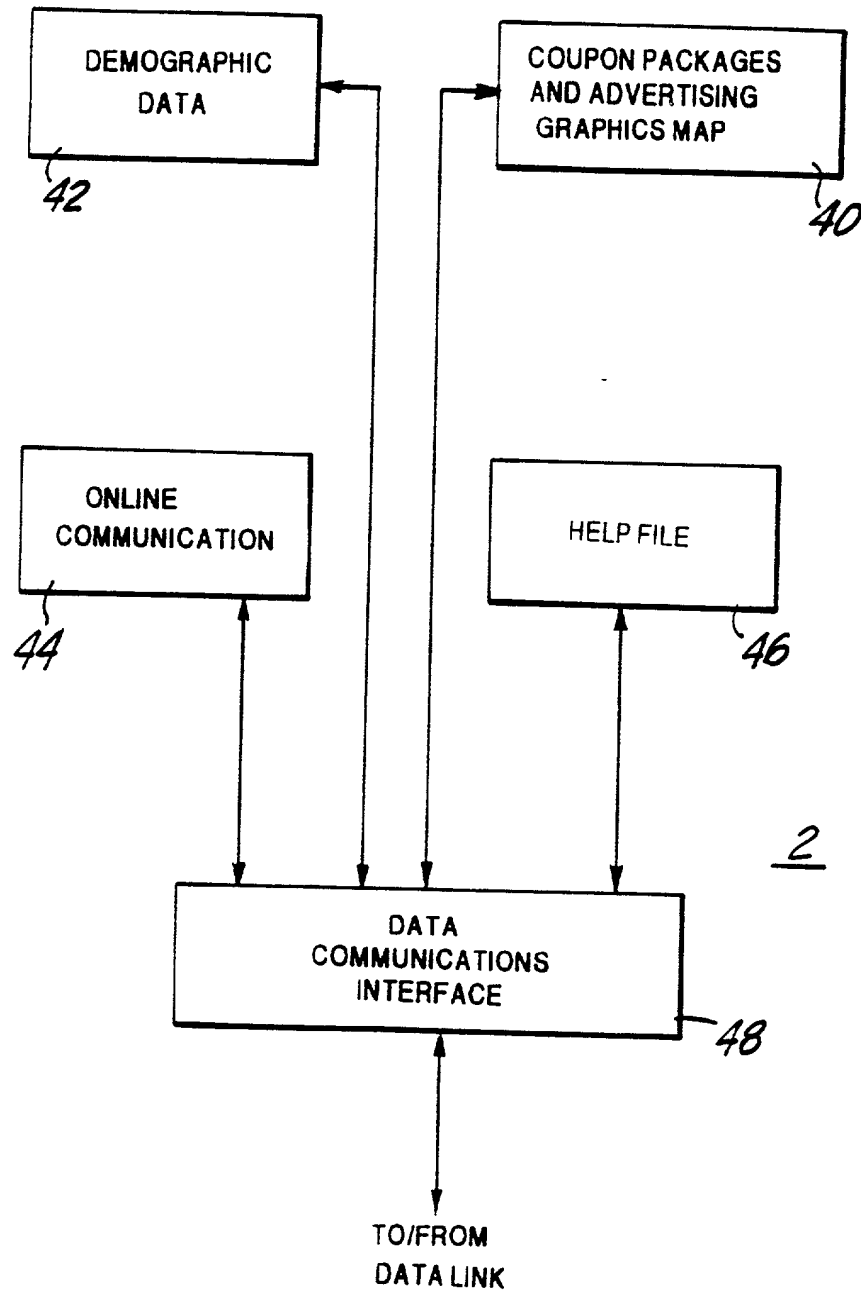 DEMOGRAPHIC
DATA
42
COUPON PACKAGES
AND ADVERTISING
GRAPHICS MAP
40
ONLINE
COMMUNICATION
44
HELP FILE
46
2
DATA
COMMUNICATIONS
INTERFACE
48
TO/FROM
DATA LINK